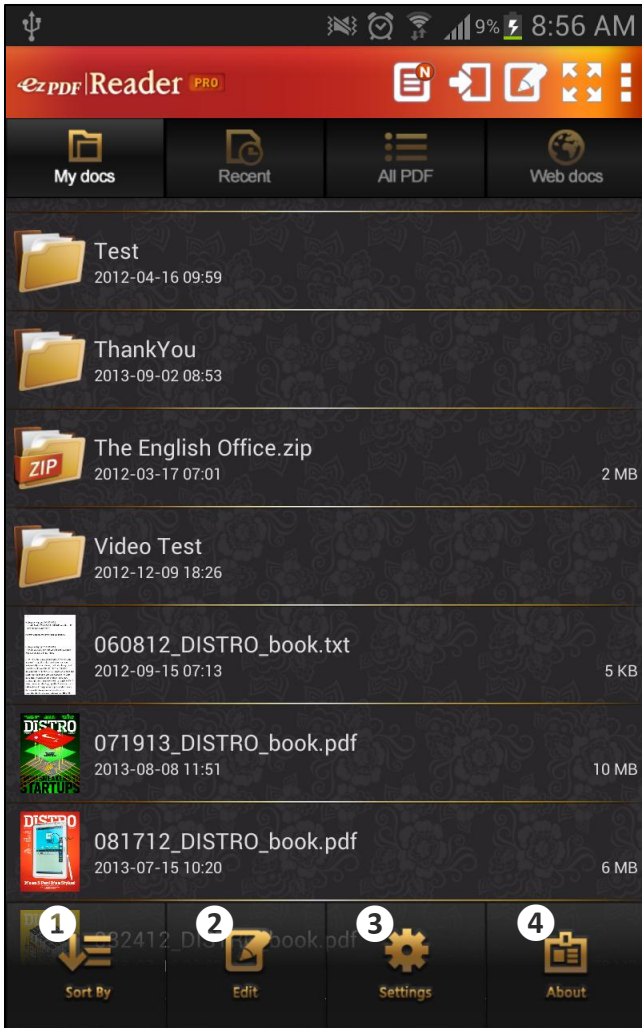 9% 8:56 AM
ezPDF Reader PRO
N
My docs Recent All PDF Web docs
Test
2012-04-16 09:59
ThankYou
2013-09-02 08:53
ZIP
The English Office.zip
2012-03-17 07:01 2 MB
Video Test
2012-12-09 18:26
060812_DISTRO_book.txt
2012-09-15 07:13 5 KB
DISTRO
STARTUPS
071913_DISTRO_book.pdf
2013-08-08 11:51 10 MB
DISTRO
081712_DISTRO_book.pdf
2013-07-15 10:20 6 MB
082412_DISTRO_book.pdf
1 2 3 4
Sort By Edit Settings About